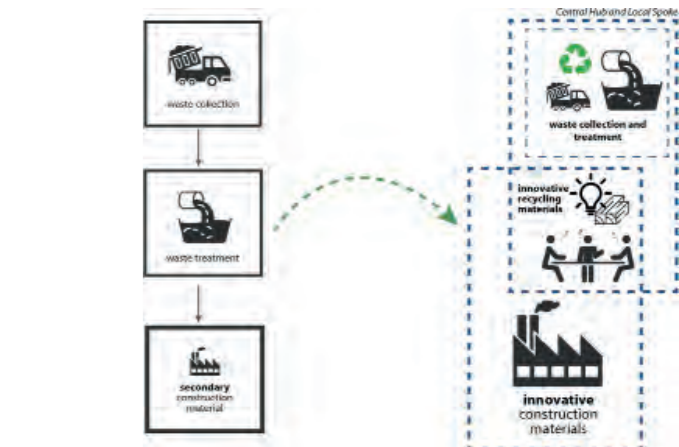 Central Hub and Local Spoke
waste collection
waste collection and
treatment
innovative
recycling
materials
waste treatment
secondary
construction
material
innovative
construction
materials